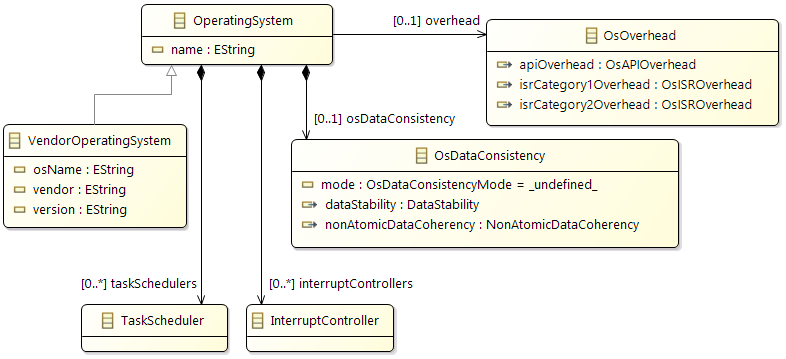 OperatingSystem
name : EString
[0..1] overhead
OsOverhead
apiOverhead : OsAPIOverhead
isrCategory1Overhead : OsISROverhead
isrCategory2Overhead : OsISROverhead
[0..1] osDataConsistency
VendorOperatingSystem
osName : EString
vendor : EString
version : EString
OsDataConsistency
mode : OsDataConsistencyMode = _undefined_
dataStability : DataStability
nonAtomicDataCoherency : NonAtomicDataCoherency
[0..*] taskSchedulers
[0..*] interruptControllers
TaskScheduler
InterruptController